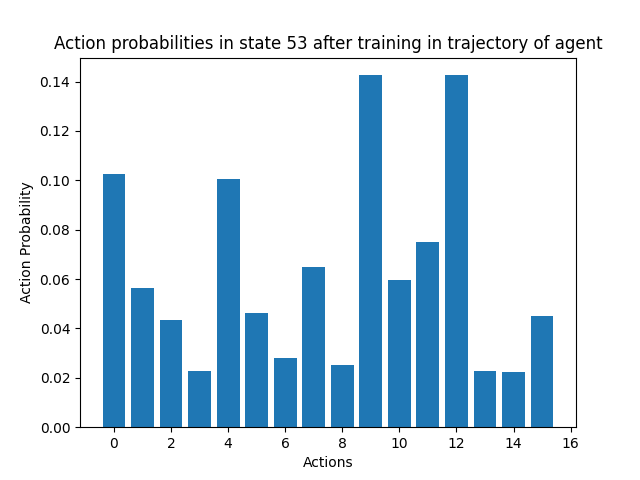 Action probabilities in state 53 after training in trajectory of agent
0.14
0.12
0.10
0.08
0.06
0.04
0.02
0.00
Action Probability
0 2 4 6 8 10 12 14 16
Actions